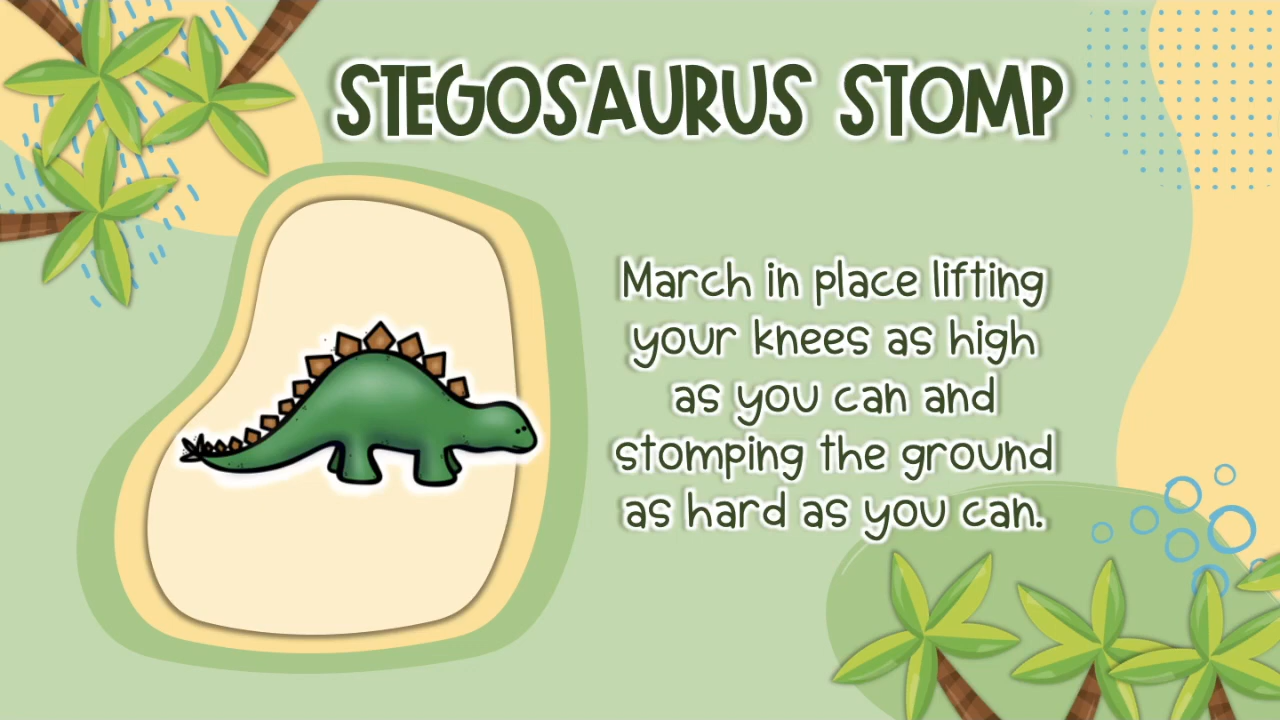 STEGOSAURUS STOMP
March in place lifting
your knees as high
as you can and
stomping the ground
as hard as you can.